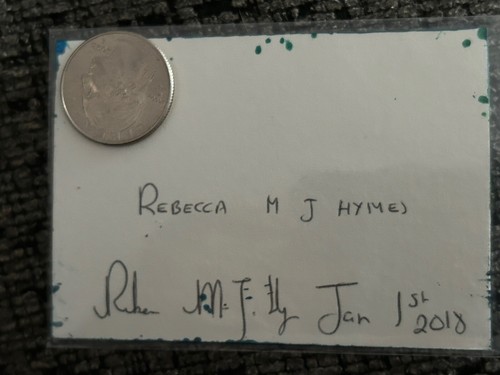 REBECCA M J HYMES
M. J. Jan 1st
2018